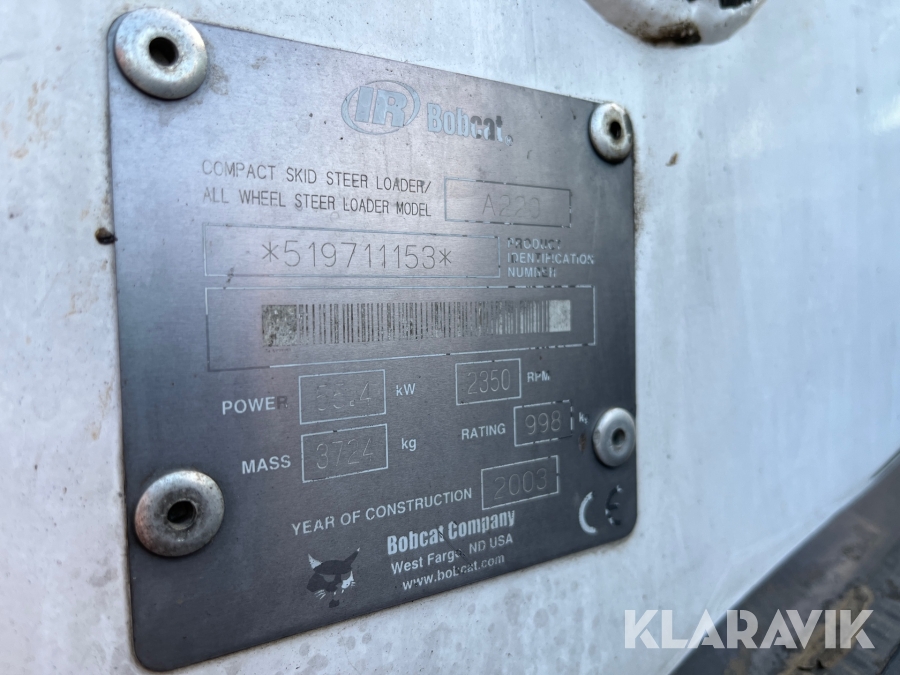 IR Bobcat®
COMPACT SKID STEER LOADER/
ALL WHEEL STEER LOADER MODEL A220
*519711153* PRODUCT
IDENTIFICATION
NUMBER
POWER kW 2350 RPM
MASS 3724 kg RATING 998
YEAR OF CONSTRUCTION 2003
Bobcat Company
West Fargo, ND USA
www.bobcat.com
CE
KLARAVIK